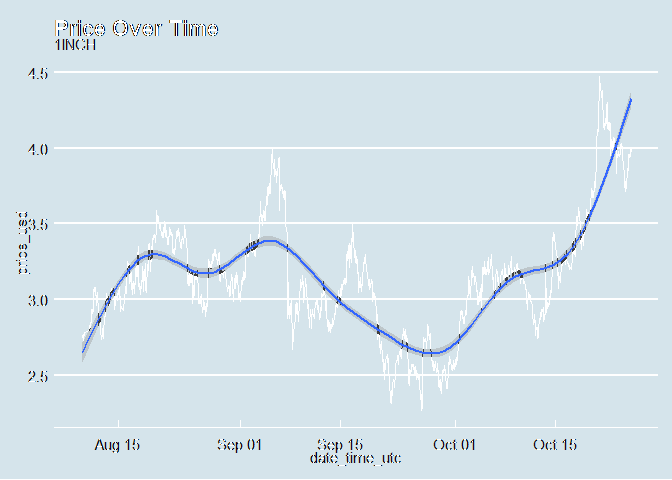 Price Over Time
1INCH
4.5
4.0
3.5
3.0
2.5
price_usd
Aug 15 Sep 01 Sep 15 Oct 01 Oct 15
date_time_utc